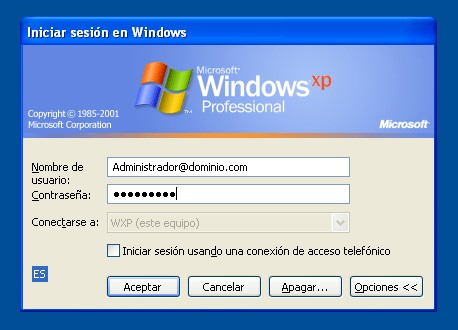 Iniciar sesión en Windows
Microsoft®
Windows xp
Professional
Copyright © 1985-2001
Microsoft Corporation
Microsoft®
Nombre de
usuario:
Administrador@dominio.com
Contraseña:
●●●●●●●●●
Conectarse a:
WXP (este equipo)
Iniciar sesión usando una conexión de acceso telefónico
ES
Aceptar
Cancelar
Apagar...
Opciones <<